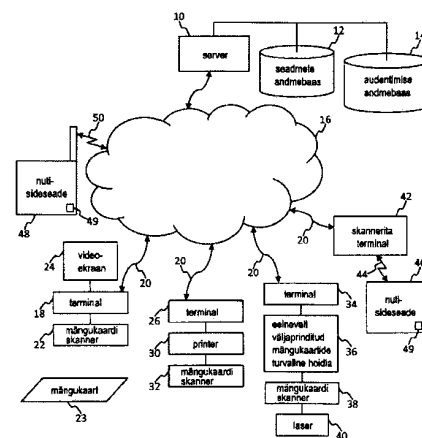 10
12
14
server
seadmete
andmebaas
audentimise
andmebaas
50
16
nuti-
sideseade
49
48
42
skannerita
terminal
20
44
46
24
video-
ekraan
20
20
20
nuti-
sideseade
49
18
terminal
26
terminal
terminal
34
22
mängukaardi
skanner
30
printer
eelnevalt
väljaprinditud
mängukaartide
turvaline hoidla
36
32
mängukaardi
skanner
mängukaart
23
mängukaardi
skanner
38
laser
40